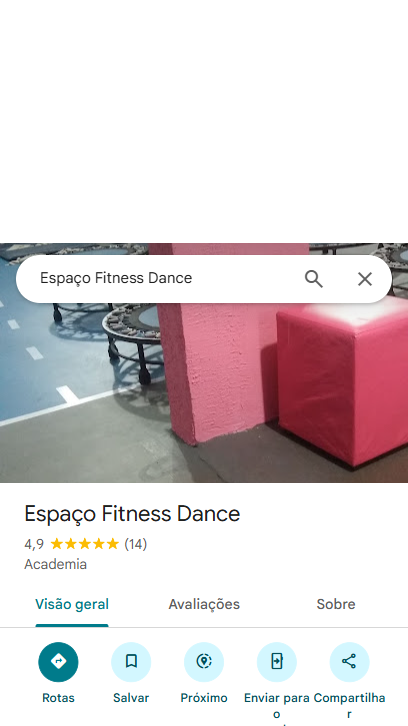 Espaço Fitness Dance
Espaço Fitness Dance
4,9 (14)
Academia
Visão geral Avaliações Sobre
Rotas Salvar Próximo Enviar para o Compartilhar